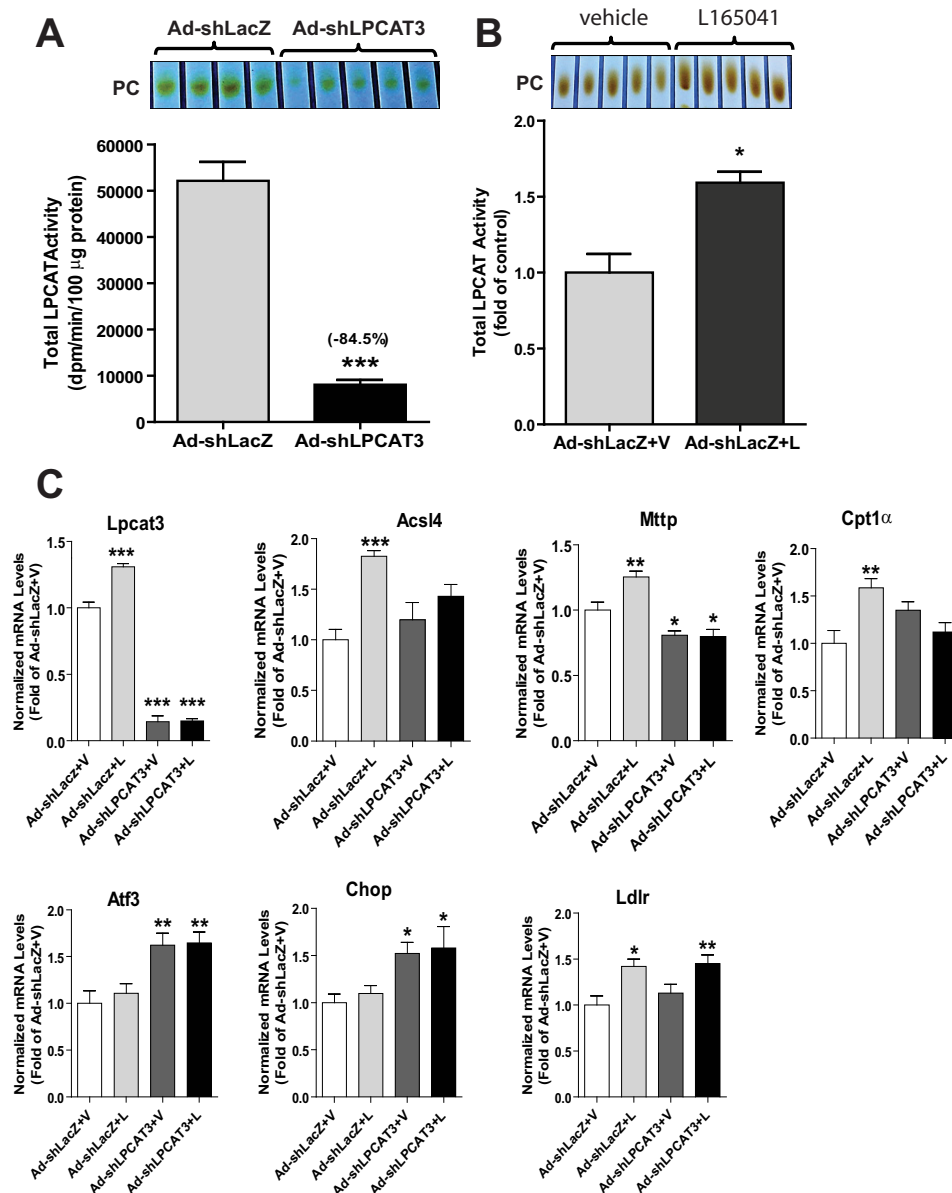 A
Ad-shLacZ
Ad-shLPCAT3
PC
Total LPCATActivity
(dpm/min/100 μg protein)
60000
50000
40000
30000
20000
10000
0
(-84.5%)
***
Ad-shLacZ
Ad-shLPCAT3
B
vehicle
L165041
PC
Total LPCAT Activity
(fold of control)
2.0
1.5
1.0
0.5
0.0
*
Ad-shLacZ+V
Ad-shLacZ+L
C
Lpcat3
Normalized mRNA Levels
(Fold of Ad-shLacZ+V)
1.5
1.0
0.5
0.0
***
***
***
Ad-shLacz+V
Ad-shLacz+L
Ad-shLPCAT3+V
Ad-shLPCAT3+L
Acsl4
Normalized mRNA Levels
(Fold of Ad-shLacZ+V)
2.0
1.5
1.0
0.5
0.0
***
Ad-shLacz+V
Ad-shLacz+L
Ad-shLPCAT3+V
Ad-shLPCAT3+L
Mttp
Normalized mRNA Levels
(Fold of Ad-shLacZ+V)
1.5
1.0
0.5
0.0
**
*
*
Ad-shLacz+V
Ad-shLacz+L
Ad-shLPCAT3+V
Ad-shLPCAT3+L
Cpt1α
Normalized mRNA Levels
(Fold of Ad-shLacZ+V)
2.0
1.5
1.0
0.5
0.0
**
Ad-shLacz+V
Ad-shLacz+L
Ad-shLPCAT3+V
Ad-shLPCAT3+L
Atf3
Normalized mRNA Levels
(Fold of Ad-shLacZ+V)
2.0
1.5
1.0
0.5
0.0
**
**
Ad-shLacZ+V
Ad-shLacZ+L
Ad-shLPCAT3+V
Ad-shLPCAT3+L
Chop
Normalized mRNA Levels
(Fold of Ad-shLacZ+V)
2.0
1.5
1.0
0.5
0.0
*
*
Ad-shLacZ+V
Ad-shLacZ+L
Ad-shLPCAT3+V
Ad-shLPCAT3+L
Ldlr
Normalized mRNA Levels
(Fold of Ad-shLacZ+V)
2.0
1.5
1.0
0.5
0.0
*
**
Ad-shLacZ+V
Ad-shLacZ+L
Ad-shLPCAT3+V
Ad-shLPCAT3+L